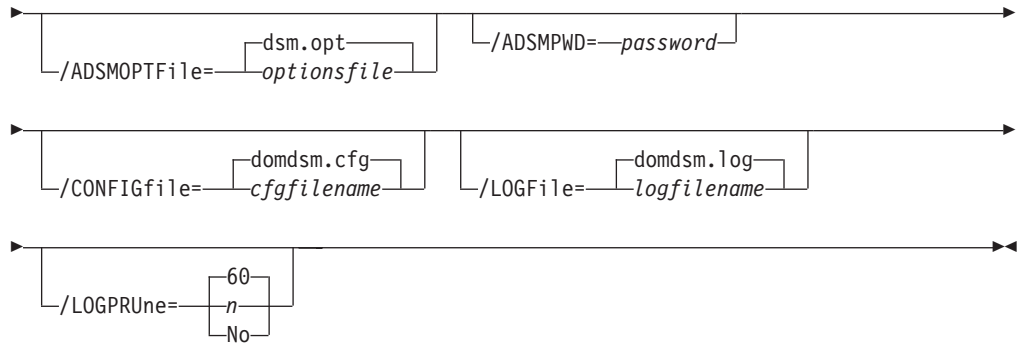 dsm.opt
/ADSMOPTFile= optionsfile /ADSMPWD= password
domdsm.cfg domdsm.log
/CONFIGfile= cfgfilename /LOGFile= logfilename
60
/LOGPRUne= n
No